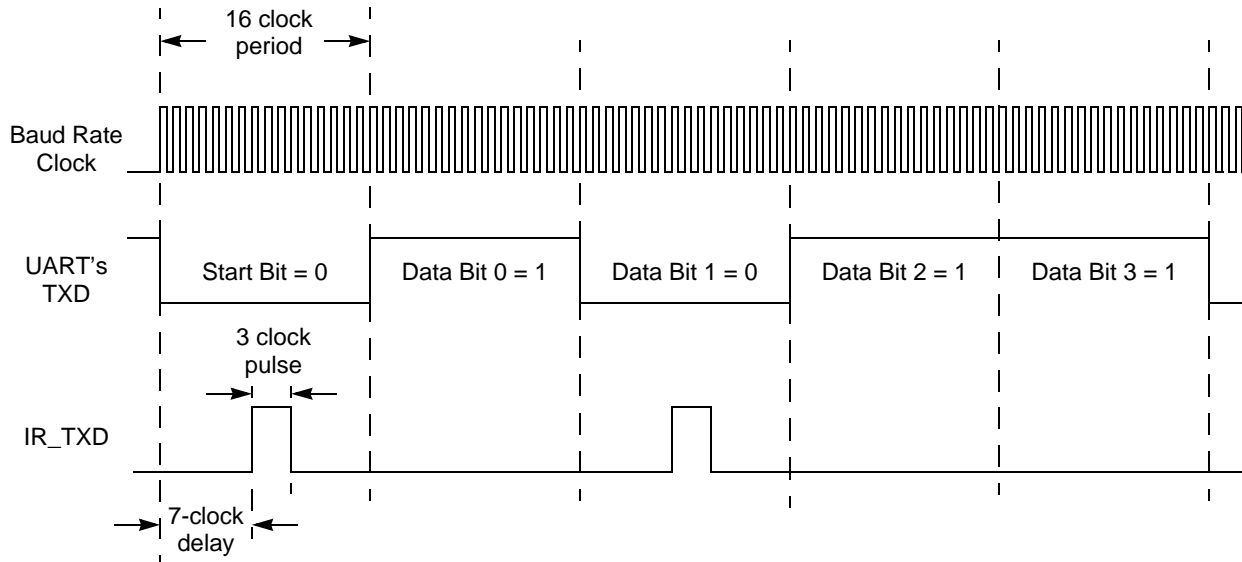 16 clock
period
Baud Rate
Clock
UART's
TXD
Start Bit = 0
Data Bit 0 = 1
Data Bit 1 = 0
Data Bit 2 = 1
Data Bit 3 = 1
3 clock
pulse
IR_TXD
7-clock
delay